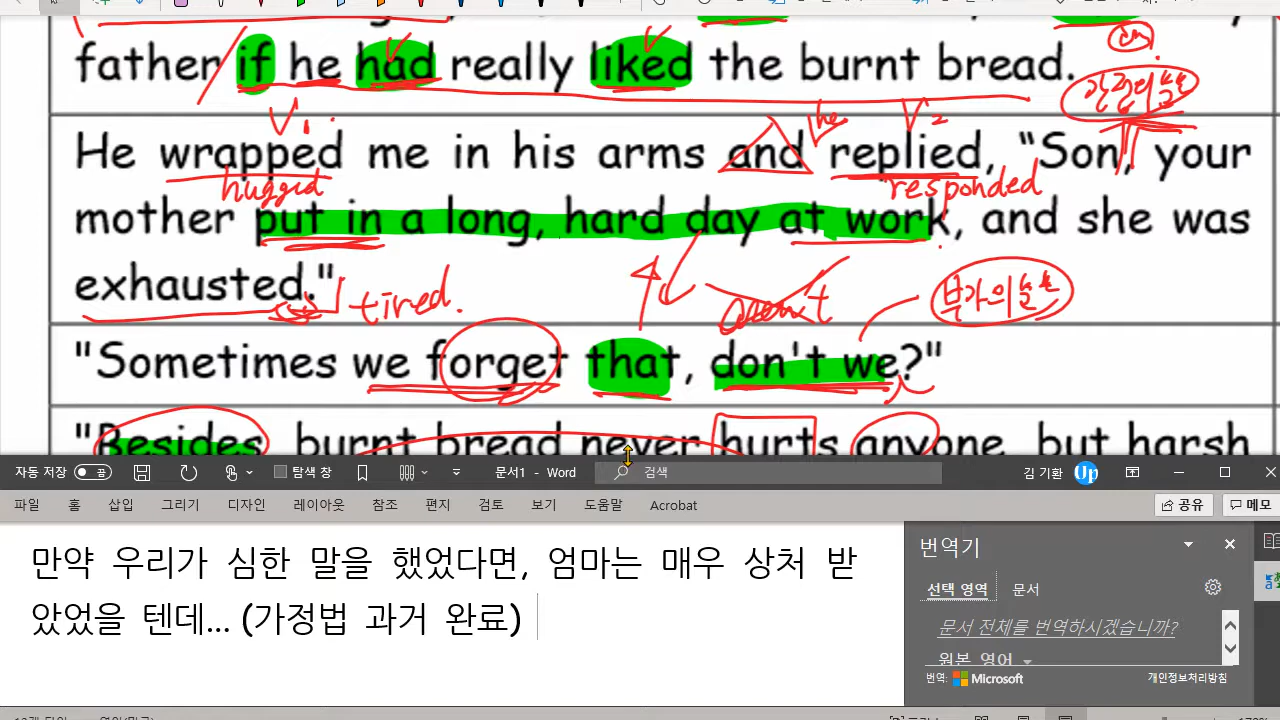 father if he had really liked the burnt bread.
간접의문문
1
he
2
He wrapped me in his arms and replied, "Son, your
hugged
responded
mother put in a long, hard day at work, and she was
exhausted."
tired.
부가의문문
"Sometimes we forget that, don't we?"
"Besides burnt bread never hurts anyone, but harsh
자동 저장 끔 탐색 창 문서1 - Word 검색 김 기환 Up
파일 홈 삽입 그리기 디자인 레이아웃 참조 편지 검토 보기 도움말 Acrobat 공유 메모
만약 우리가 심한 말을 했었다면, 엄마는 매우 상처 받
았었을 텐데... (가정법 과거 완료)
번역기
선택 영역 문서
문서 전체를 번역하시겠습니까?
원본 영어
번역: Microsoft 개인정보처리방침